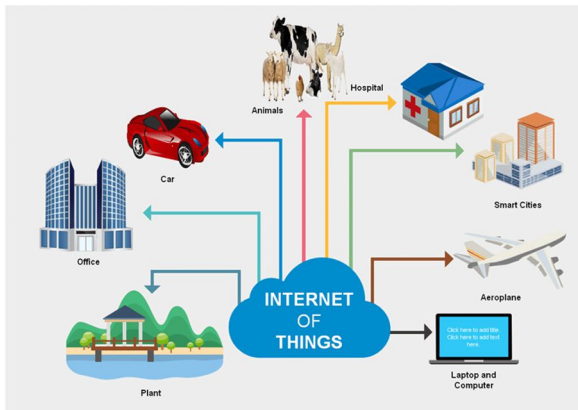 Animals
Hospital
Car
Smart Cities
Office
Aeroplane
INTERNET
OF
THINGS
Click here to add title.
Click here to add text
here.
Plant
Laptop and
Computer